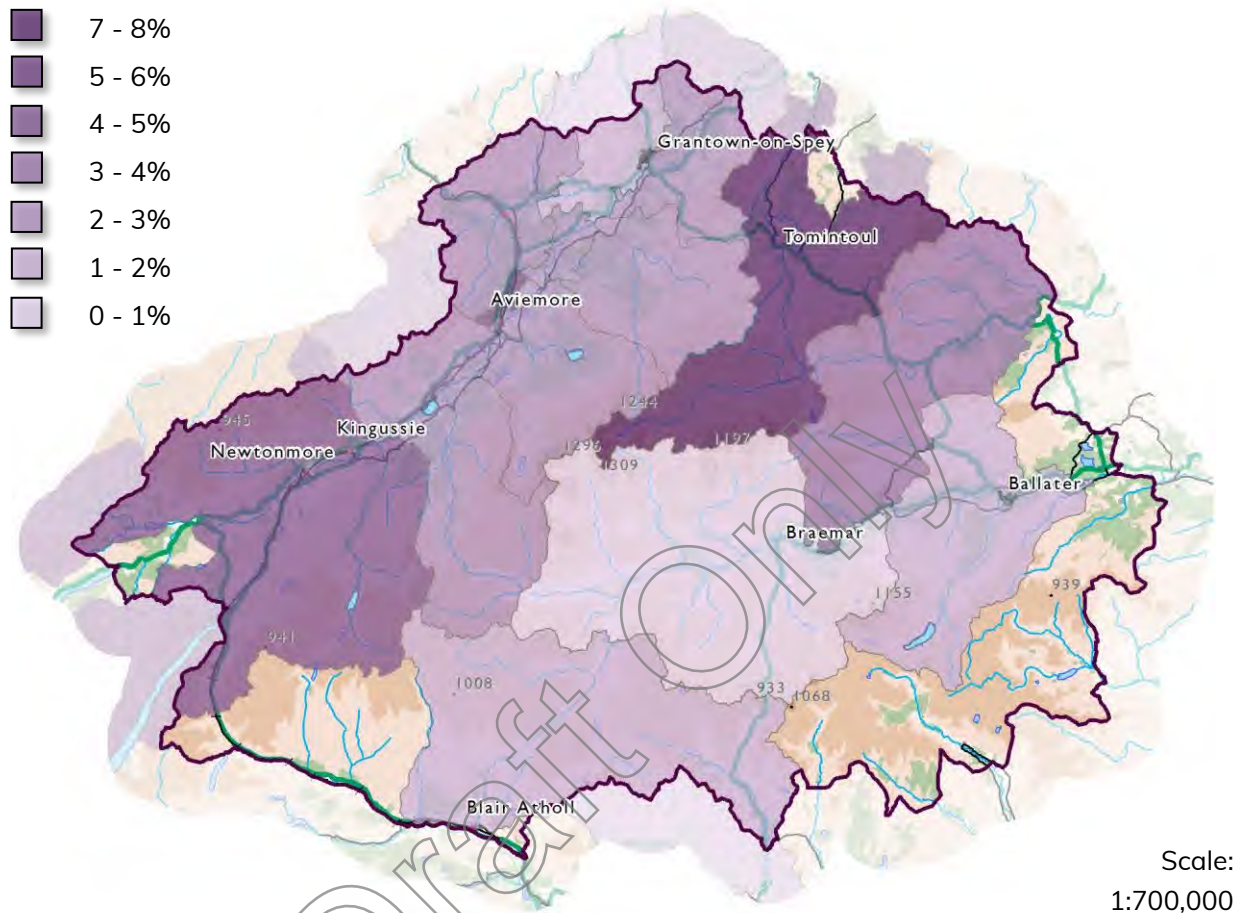 7 - 8%
5 - 6%
4 - 5%
3 - 4%
2 - 3%
1 - 2%
0 - 1%
Grantown-on-Spey
Tomintoul
Aviemore
1244
945
Kingussie
Newtonmore
1296
1197
1309
Ballater
Braemar
1155
939
941
1008
933
1068
Blair Atholl
Draft Only
Scale:
1:700,000